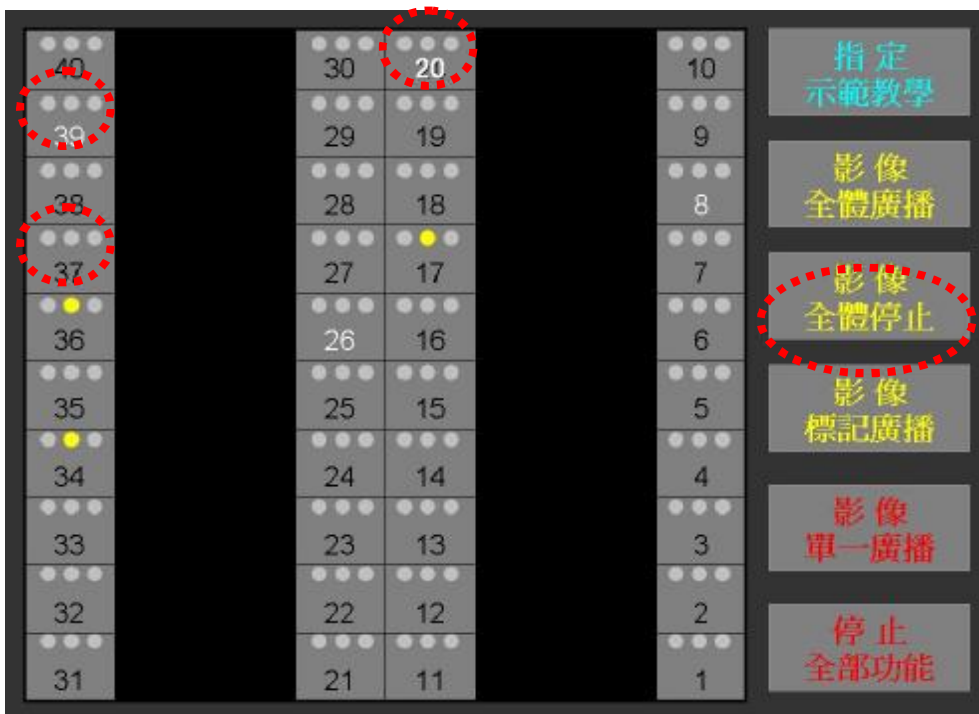 40 30 20 10
39 29 19 9
38 28 18 8
37 27 17 7
36 26 16 6
35 25 15 5
34 24 14 4
33 23 13 3
32 22 12 2
31 21 11 1
指定
示範教學
影像
全體廣播
影像
全體停止
影像
標記廣播
影像
單一廣播
停止
全部功能